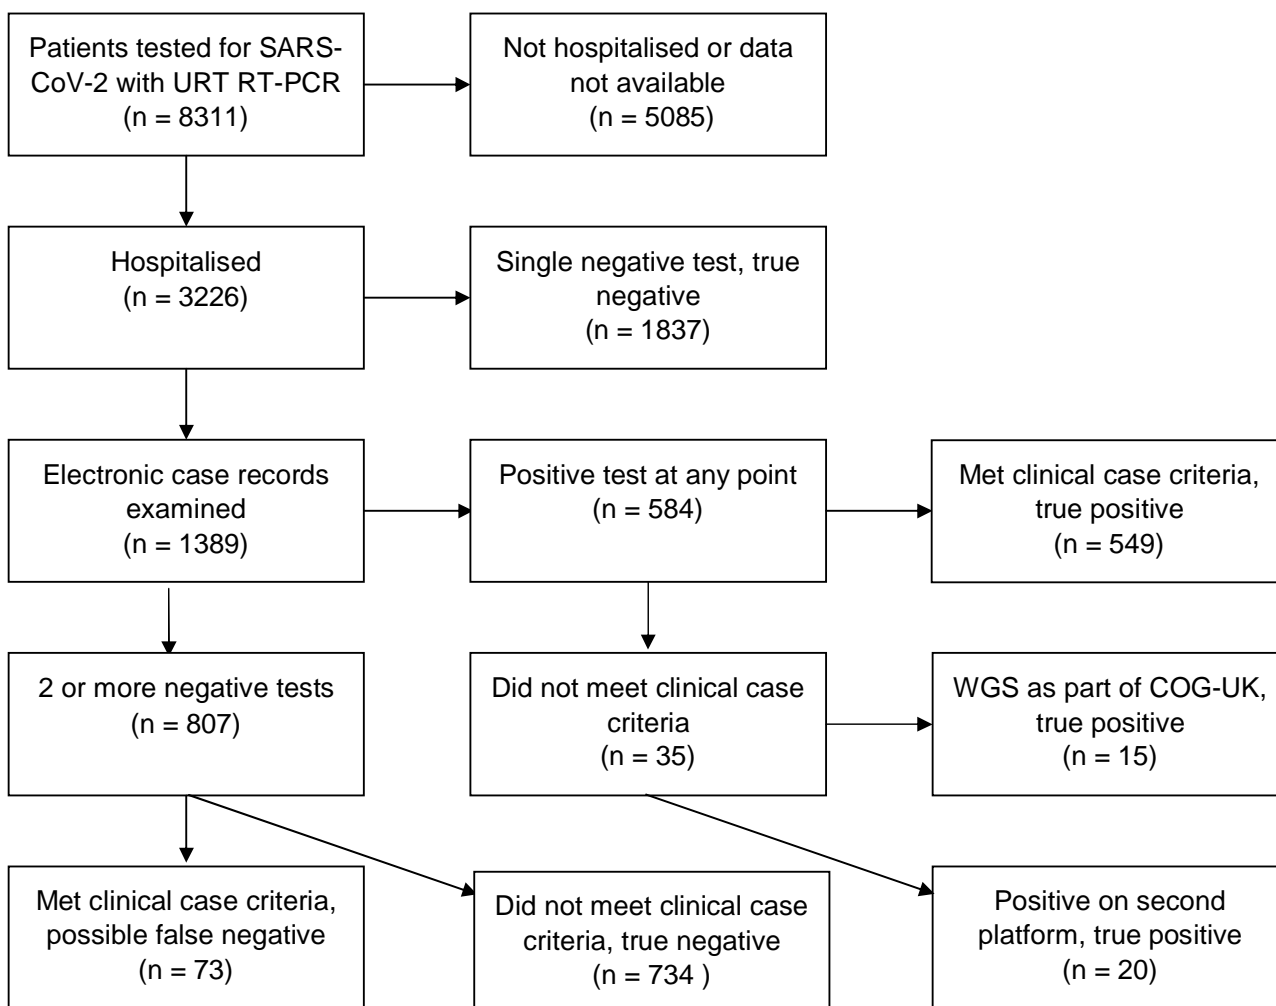 Patients tested for SARS-
CoV-2 with URT RT-PCR
(n = 8311)
Not hospitalised or data
not available
(n = 5085)
Hospitalised
(n = 3226)
Single negative test, true
negative
(n = 1837)
Electronic case records
examined
(n = 1389)
Positive test at any point
(n = 584)
Met clinical case criteria,
true positive
(n = 549)
2 or more negative tests
(n = 807)
Did not meet clinical case
criteria
(n = 35)
WGS as part of COG-UK,
true positive
(n = 15)
Met clinical case criteria,
possible false negative
(n = 73)
Did not meet clinical case
criteria, true negative
(n = 734 )
Positive on second
platform, true positive
(n = 20)